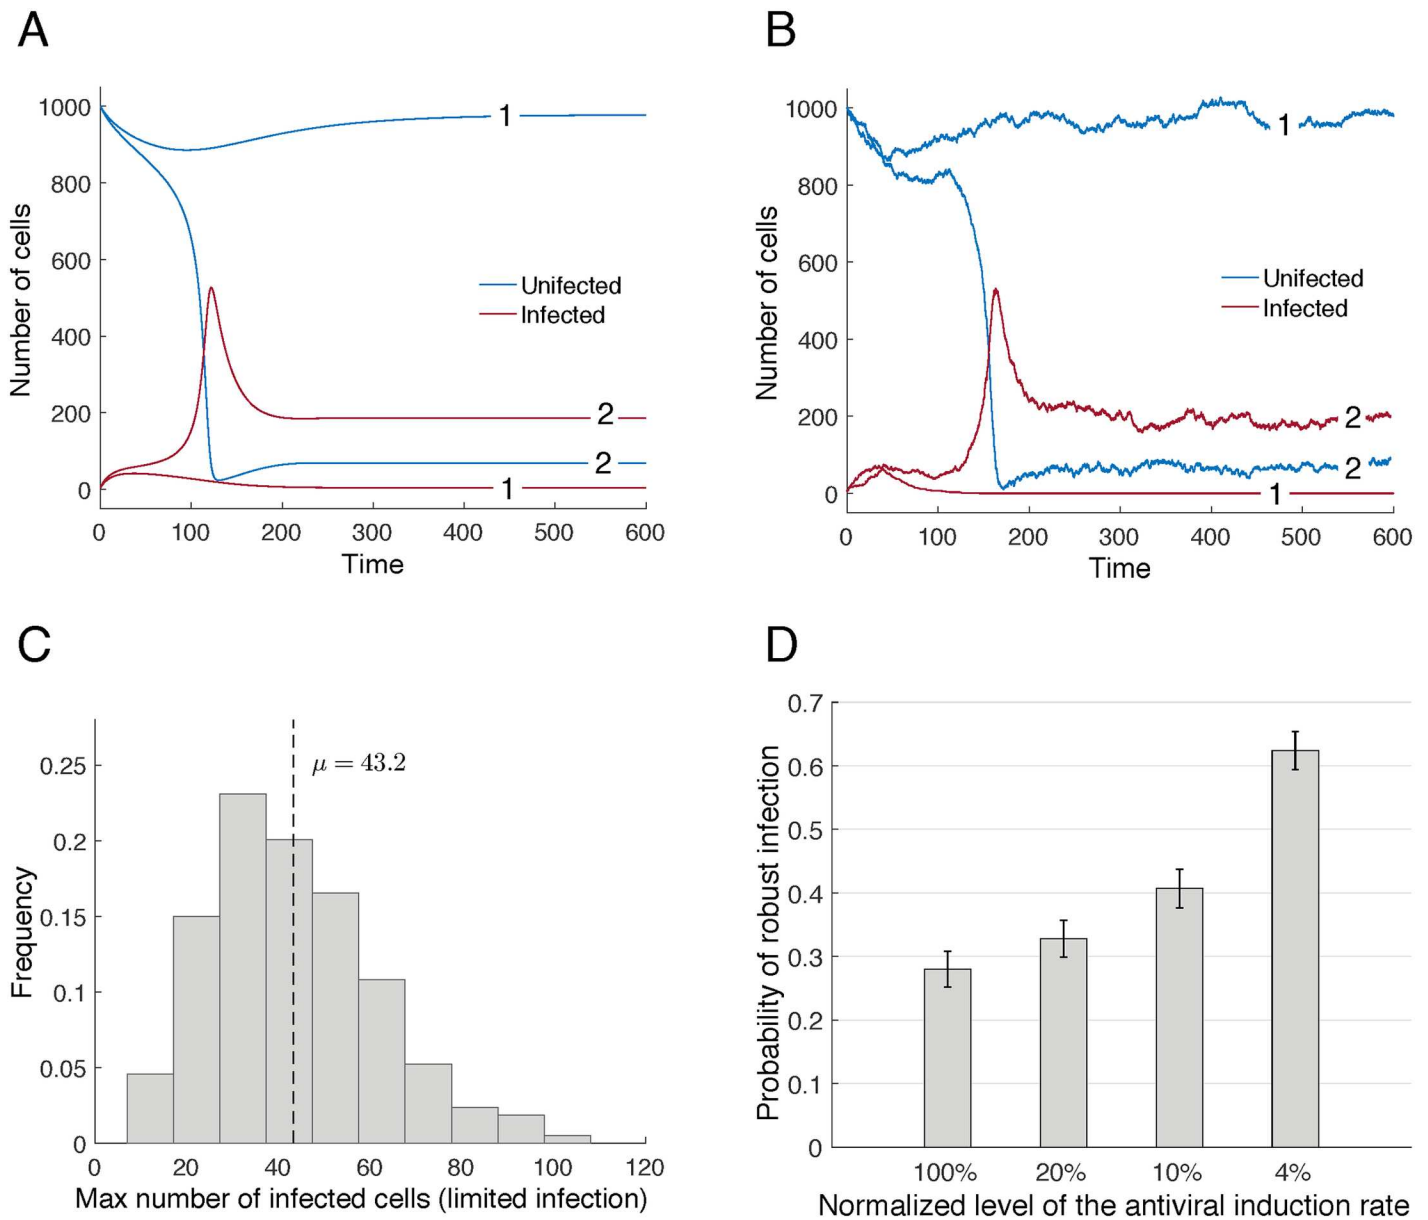 A
1000
800
600
400
200
0
Number of cells
0 100 200 300 400 500 600
Time
1
Unifected
Infected
2
2
1
B
1000
800
600
400
200
0
Number of cells
0 100 200 300 400 500 600
Time
1
Unifected
Infected
2
2
1
C
0.25
0.2
0.15
0.1
0.05
0
Frequency
μ = 43.2
0 20 40 60 80 100 120
Max number of infected cells (limited infection)
D
0.7
0.6
0.5
0.4
0.3
0.2
0.1
0
Probability of robust infection
100% 20% 10% 4%
Normalized level of the antiviral induction rate